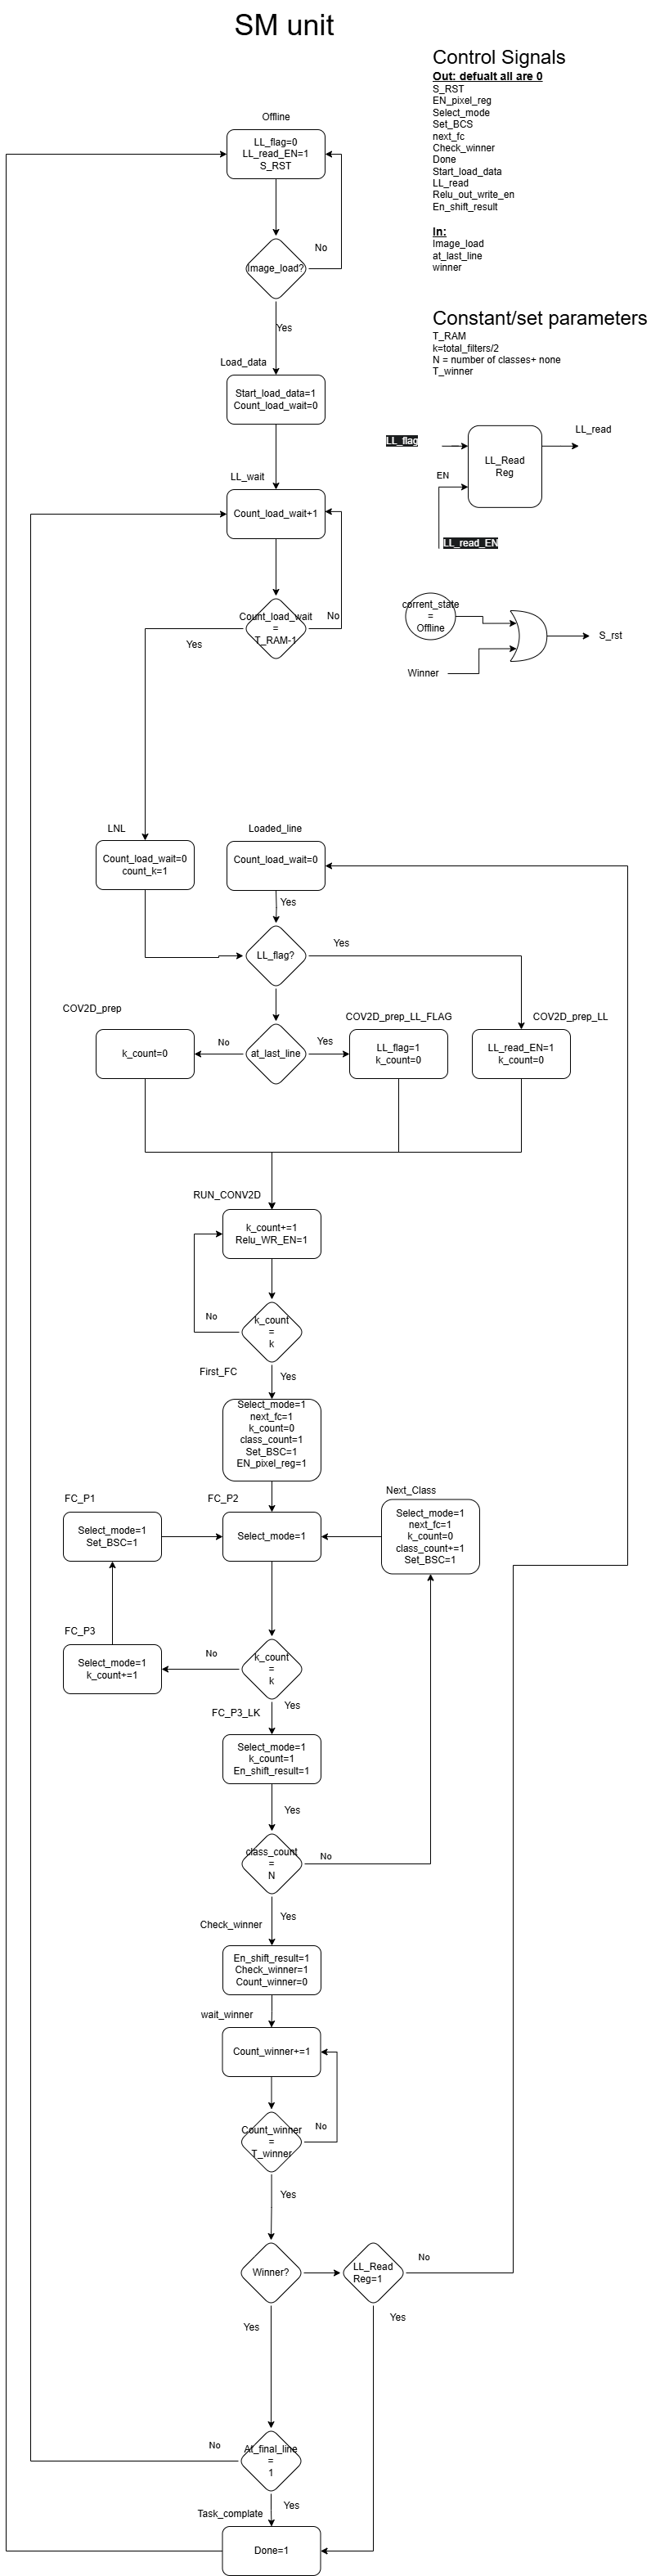 SM unit
Control Signals
Out: defualt all are 0
S_RST
EN_pixel_reg
Select_mode
Set_BCS
next_fc
Check_winner
Done
Start_load_data
LL_read
Relu_out_write_en
En_shift_result
In:
Image_load
at_last_line
winner
Constant/set parameters
T_RAM
k=total_filters/2
N = number of classes+ none
T_winner
LL_flag
LL_Read
Reg
LL_read
EN
LL_read_EN
corrent_state
=
Offline
Winner
S_rst
Offline
LL_flag=0
LL_read_EN=1
S_RST
Image_load?
No
Yes
Load_data
Start_load_data=1
Count_load_wait=0
LL_wait
Count_load_wait+1
Count_load_wait
=
T_RAM-1
No
Yes
LNL
Count_load_wait=0
count_k=1
Loaded_line
Count_load_wait=0
Yes
LL_flag?
Yes
COV2D_prep
k_count=0
No
at_last_line
Yes
COV2D_prep_LL_FLAG
LL_flag=1
k_count=0
COV2D_prep_LL
LL_read_EN=1
k_count=0
RUN_CONV2D
k_count+=1
Relu_WR_EN=1
No
k_count
=
k
Yes
First_FC
Select_mode=1
next_fc=1
k_count=0
class_count=1
Set_BSC=1
EN_pixel_reg=1
FC_P1
Select_mode=1
Set_BSC=1
FC_P2
Select_mode=1
Next_Class
Select_mode=1
next_fc=1
k_count=0
class_count+=1
Set_BSC=1
FC_P3
Select_mode=1
k_count+=1
No
k_count
=
k
Yes
FC_P3_LK
Select_mode=1
k_count=1
En_shift_result=1
Yes
class_count
=
N
No
Yes
Check_winner
En_shift_result=1
Check_winner=1
Count_winner=0
wait_winner
Count_winner+=1
Count_winner
=
T_winner
No
Yes
Winner?
LL_Read
Reg=1
No
Yes
Yes
At_final_line
=
1
No
Yes
Task_complate
Done=1